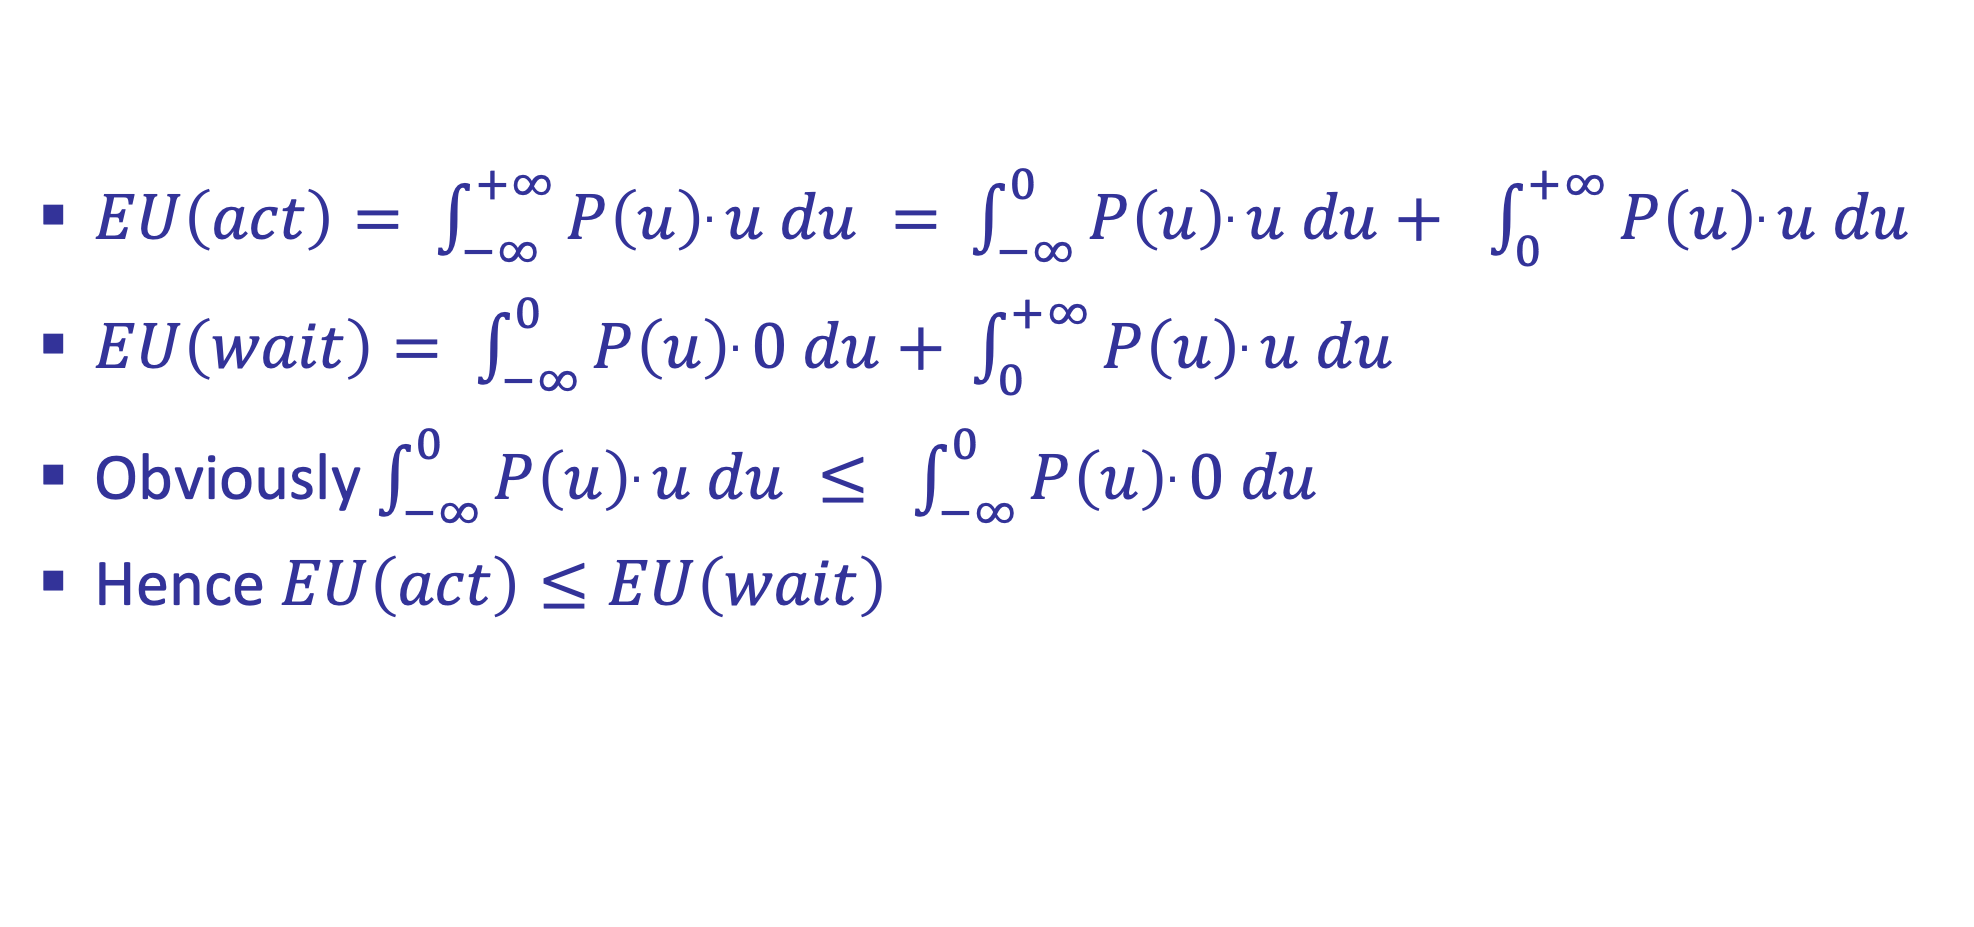 ▪ EU(act) = ∫_{−∞}^{+∞} P(u)·u du = ∫_{−∞}^{0} P(u)·u du + ∫_{0}^{+∞} P(u)·u du
▪ EU(wait) = ∫_{−∞}^{0} P(u)·0 du + ∫_{0}^{+∞} P(u)·u du
▪ Obviously ∫_{−∞}^{0} P(u)·u du ≤ ∫_{−∞}^{0} P(u)·0 du
▪ Hence EU(act) ≤ EU(wait)